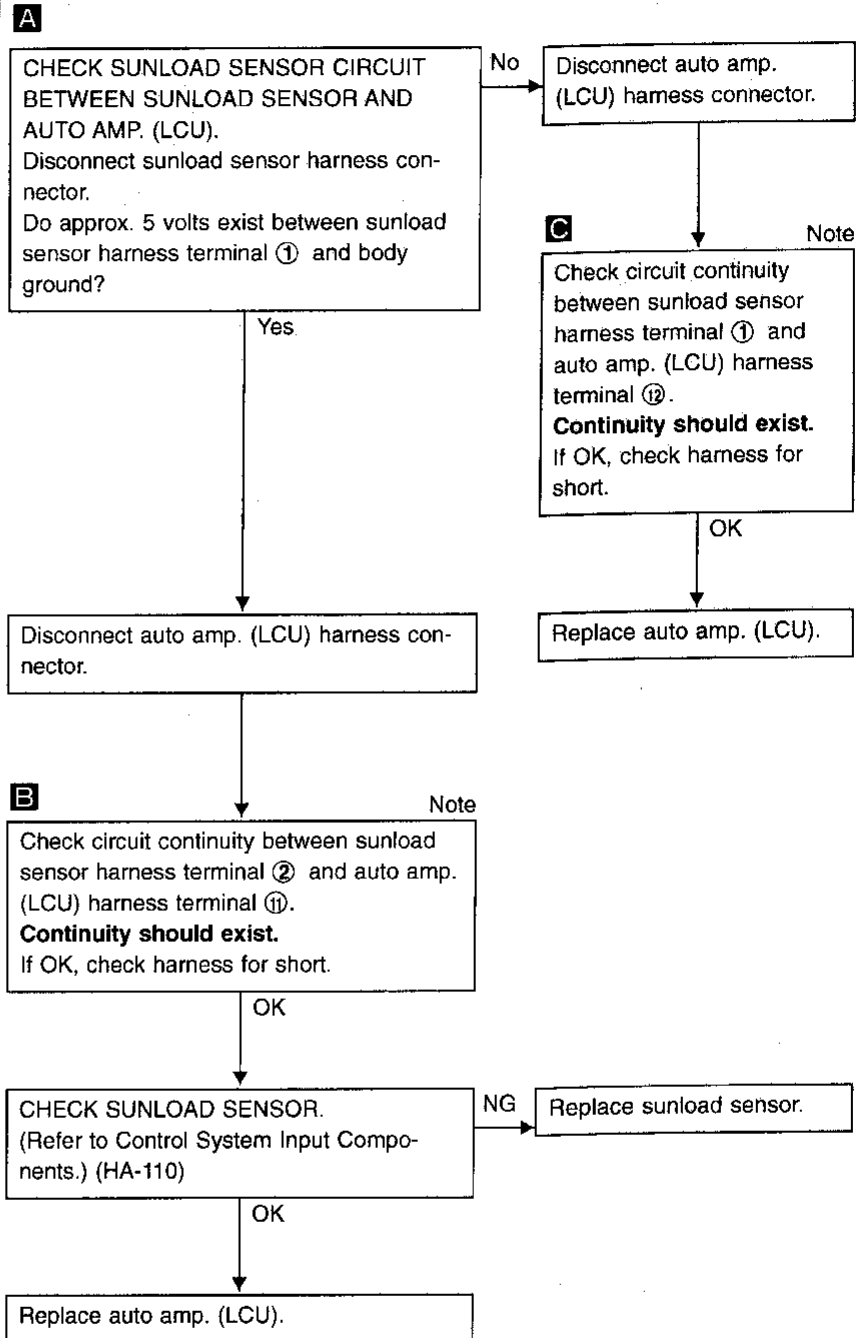 A
CHECK SUNLOAD SENSOR CIRCUIT
BETWEEN SUNLOAD SENSOR AND
AUTO AMP. (LCU).
Disconnect sunload sensor harness con-
nector.
Do approx. 5 volts exist between sunload
sensor harness terminal ① and body
ground?
No
Disconnect auto amp.
(LCU) harness connector.
C
Note
Check circuit continuity
between sunload sensor
harness terminal ① and
auto amp. (LCU) harness
terminal ⑫.
Continuity should exist.
If OK, check harness for
short.
OK
Replace auto amp. (LCU).
Yes
Disconnect auto amp. (LCU) harness con-
nector.
B
Note
Check circuit continuity between sunload
sensor harness terminal ② and auto amp.
(LCU) harness terminal ⑪.
Continuity should exist.
If OK, check harness for short.
OK
CHECK SUNLOAD SENSOR.
(Refer to Control System Input Compo-
nents.) (HA-110)
NG
Replace sunload sensor.
OK
Replace auto amp. (LCU).